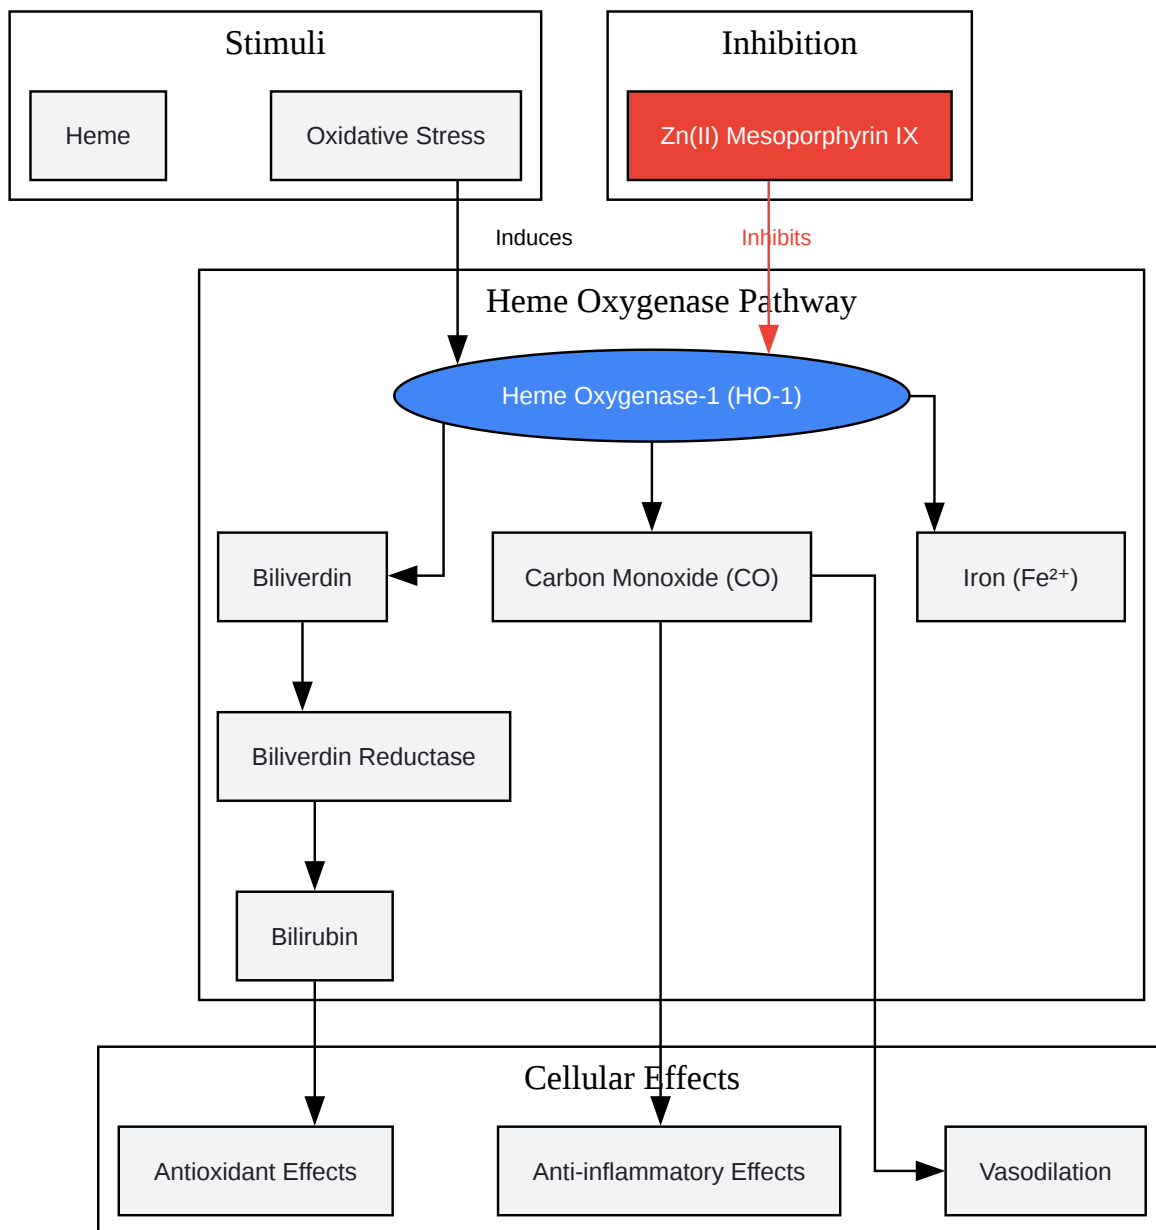 Stimuli
Inhibition
Heme
Oxidative Stress
Zn(II) Mesoporphyrin IX
Induces
Inhibits
Heme Oxygenase Pathway
Heme Oxygenase-1 (HO-1)
Biliverdin
Carbon Monoxide (CO)
Iron (Fe²⁺)
Biliverdin Reductase
Bilirubin
Cellular Effects
Antioxidant Effects
Anti-inflammatory Effects
Vasodilation